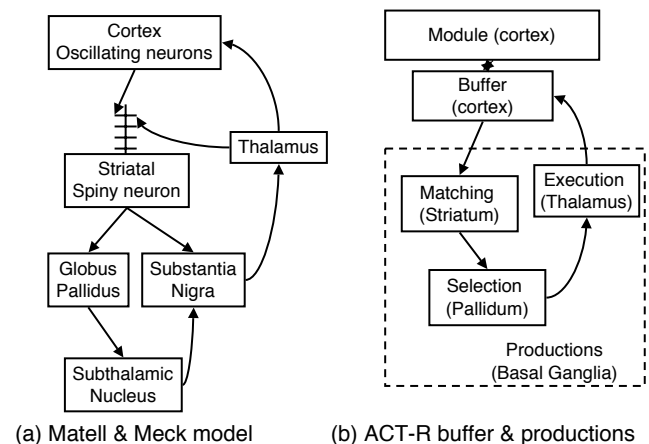 Cortex
Oscillating neurons
Thalamus
Striatal
Spiny neuron
Globus
Pallidus
Substantia
Nigra
Subthalamic
Nucleus
(a) Matell & Meck model
Module (cortex)
Buffer
(cortex)
Matching
(Striatum)
Execution
(Thalamus)
Selection
(Pallidum)
Productions
(Basal Ganglia)
(b) ACT-R buffer & productions